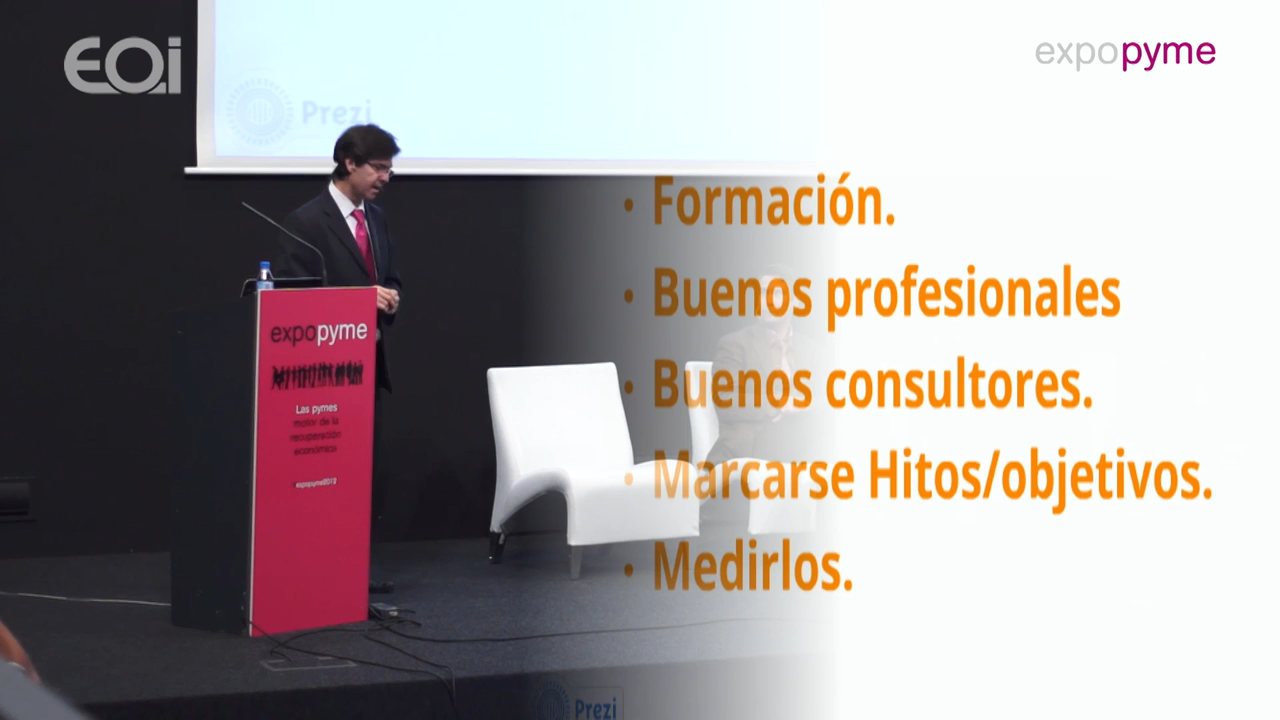 EOi
expopyme
Prezi
• Formación.
• Buenos profesionales
• Buenos consultores.
• Marcarse Hitos/objetivos.
• Medirlos.
expopyme
Las pymes
motor de la
recuperación
económica
expopyme2012
Prezi